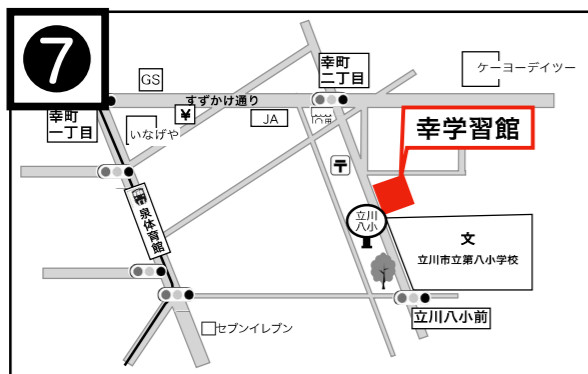 7
GS
幸町
二丁目
ケーヨーデイツー
すずかけ通り
幸町
一丁目
¥
JA
いなげや
幸学習館
〒
泉体育館
立川
八小
文
立川市立第八小学校
立川八小前
セブンイレブン